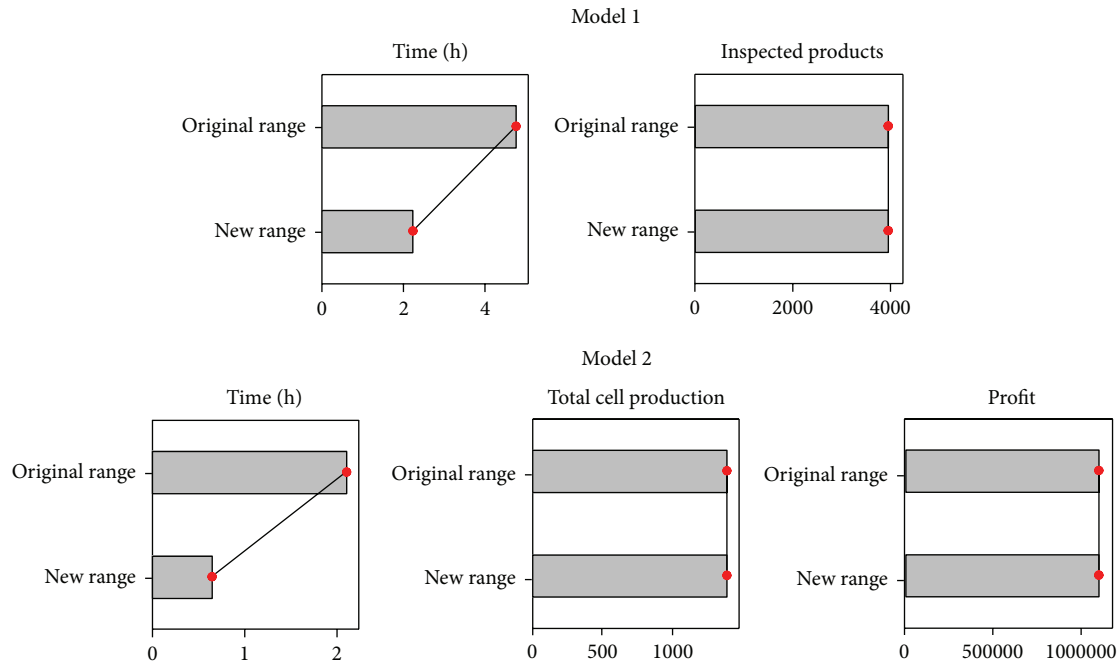 Model 1
Time (h)
Original range
New range
0 2 4
Inspected products
Original range
New range
0 2000 4000
Model 2
Time (h)
Original range
New range
0 1 2
Total cell production
Original range
New range
0 500 1000
Profit
Original range
New range
0 500000 1000000